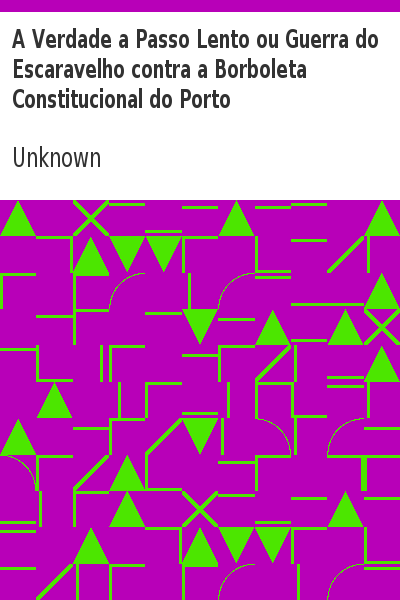 A Verdade a Passo Lento ou Guerra do
Escaravelho contra a Borboleta
Constitucional do Porto
Unknown